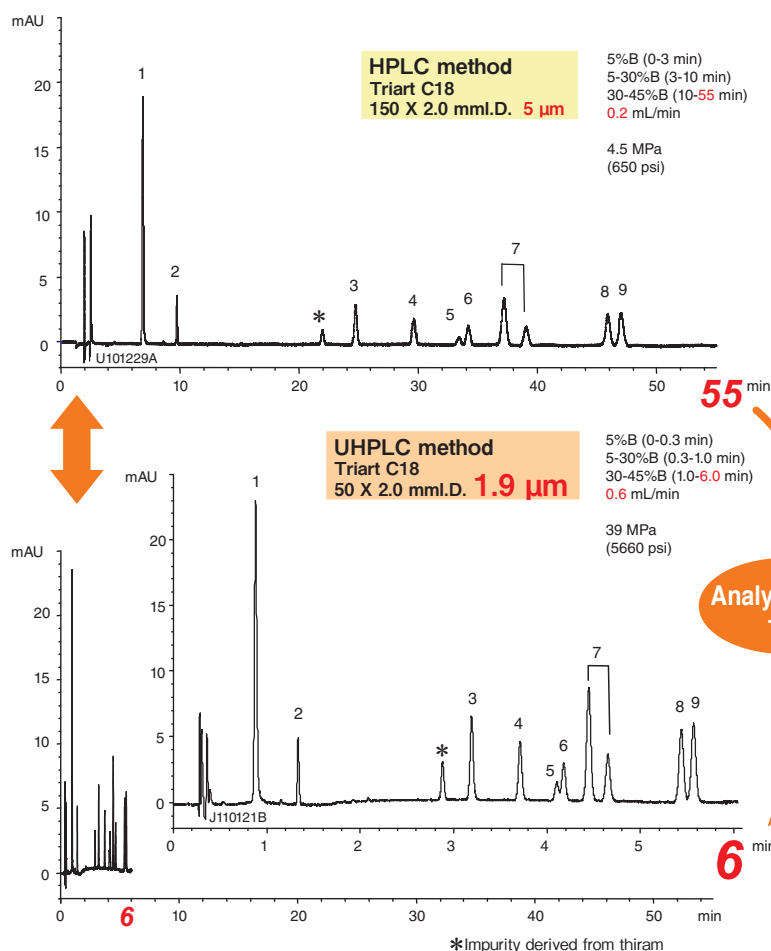 mAU
HPLC method
Triart C18
150 X 2.0 mmI.D. 5 µm
5%B (0-3 min)
5-30%B (3-10 min)
30-45%B (10-55 min)
0.2 mL/min
4.5 MPa
(650 psi)
20
15
10
5
0
1
2
*
3
4
5
6
7
8
9
U101229A
0
10
20
30
40
50
55 min
UHPLC method
Triart C18
50 X 2.0 mmI.D. 1.9 µm
5%B (0-0.3 min)
5-30%B (0.3-1.0 min)
30-45%B (1.0-6.0 min)
0.6 mL/min
39 MPa
(5660 psi)
mAU
20
15
10
5
0
1
2
*
3
4
5
6
7
8
9
J110121B
0
1
2
3
4
5
6 min
mAU
20
15
10
5
0
0
6
10
20
30
40
50
min
Analy
*Impurity derived from thiram